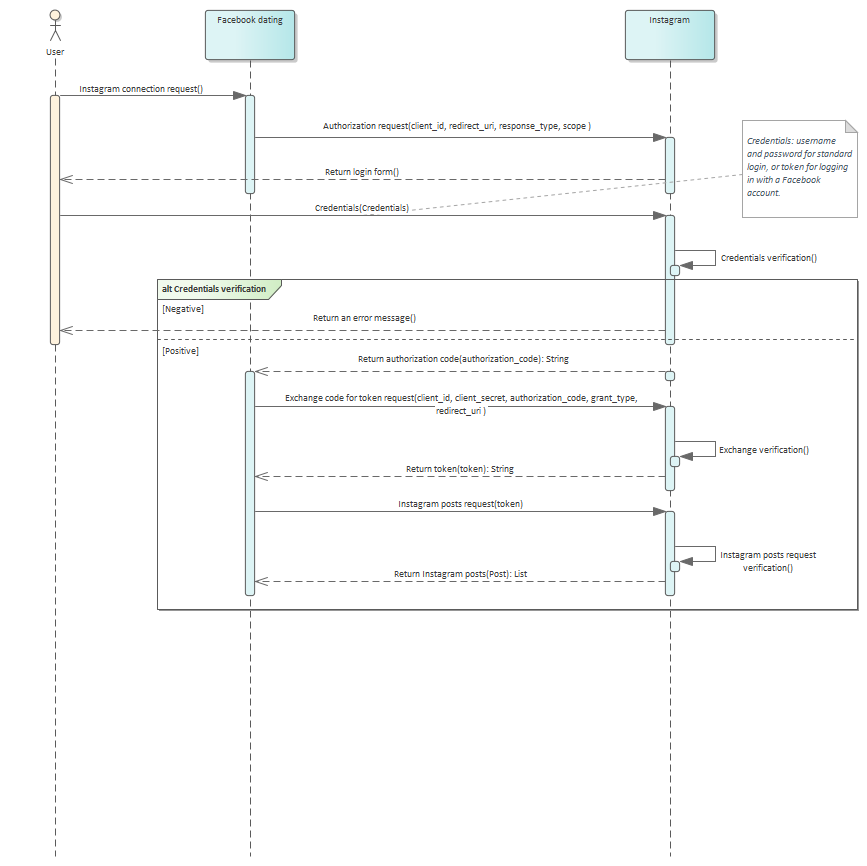 Facebook dating
Instagram
User
Instagram connection request()
Authorization request(client_id, redirect_uri, response_type, scope )
Credentials: username
and password for standard
login, or token for logging
in with a Facebook
account.
Return login form()
Credentials(Credentials)
Credentials verification()
alt Credentials verification
[Negative]
Return an error message()
[Positive]
Return authorization code(authorization_code): String
Exchange code for token request(client_id, client_secret, authorization_code, grant_type,
redirect_uri )
Exchange verification()
Return token(token): String
Instagram posts request(token)
Instagram posts request
verification()
Return Instagram posts(Post): List